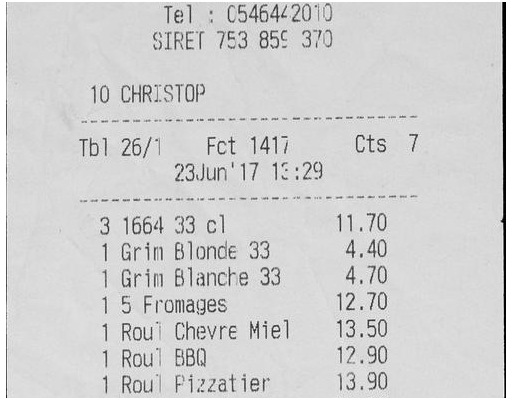 Tel : 0546442010
SIRET 753 859 370
10 CHRISTOP
Tbl 26/1 Fct 1417 Cts 7
23Jun'17 13:29
3 1664 33 cl 11.70
1 Grim Blonde 33 4.40
1 Grim Blanche 33 4.70
1 5 Fromages 12.70
1 Roul Chevre Miel 13.50
1 Roul BBQ 12.90
1 Roul Pizzatier 13.90